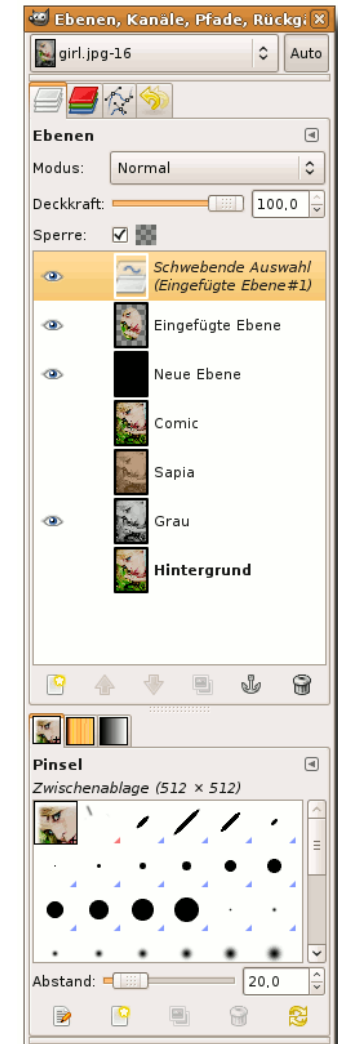 Ebenen, Kanäle, Pfade, Rückgä
girl.jpg-16
Auto
Ebenen
Modus: Normal
Deckkraft: 100,0
Sperre:
Schwebende Auswahl
(Eingefügte Ebene#1)
Eingefügte Ebene
Neue Ebene
Comic
Sapia
Grau
Hintergrund
Pinsel
Zwischenablage (512 × 512)
Abstand: 20,0